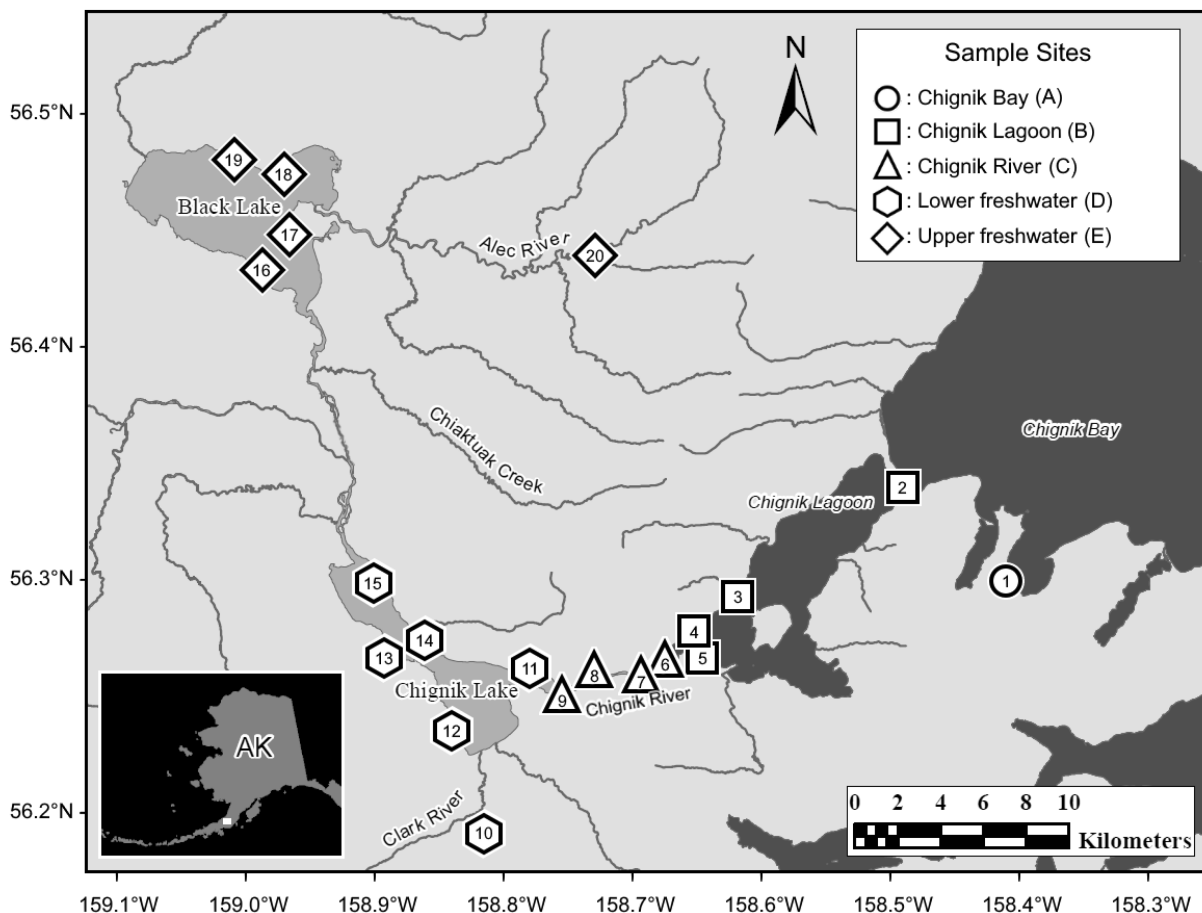 N
Sample Sites
: Chignik Bay (A)
: Chignik Lagoon (B)
: Chignik River (C)
: Lower freshwater (D)
: Upper freshwater (E)
56.5°N
56.4°N
56.3°N
56.2°N
19
18
Black Lake
17
16
Alec River
20
Chiaktuak Creek
Chignik Bay
Chignik Lagoon
2
1
3
4
5
6
7
8
9
Chignik River
15
14
13
11
Chignik Lake
12
10
Clark River
AK
0 2 4 6 8 10
Kilometers
159.1°W 159.0°W 158.9°W 158.8°W 158.7°W 158.6°W 158.5°W 158.4°W 158.3°W